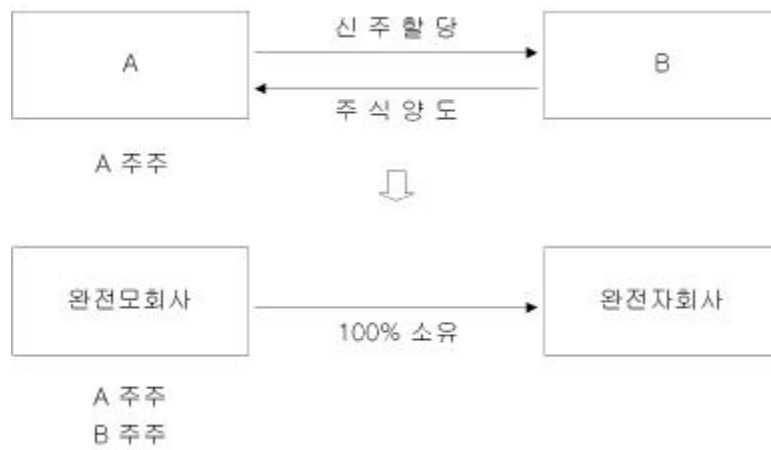 신 주 할 당
A
B
주 식 양 도
A 주주
완전모회사
완전자회사
100% 소유
A 주주
B 주주